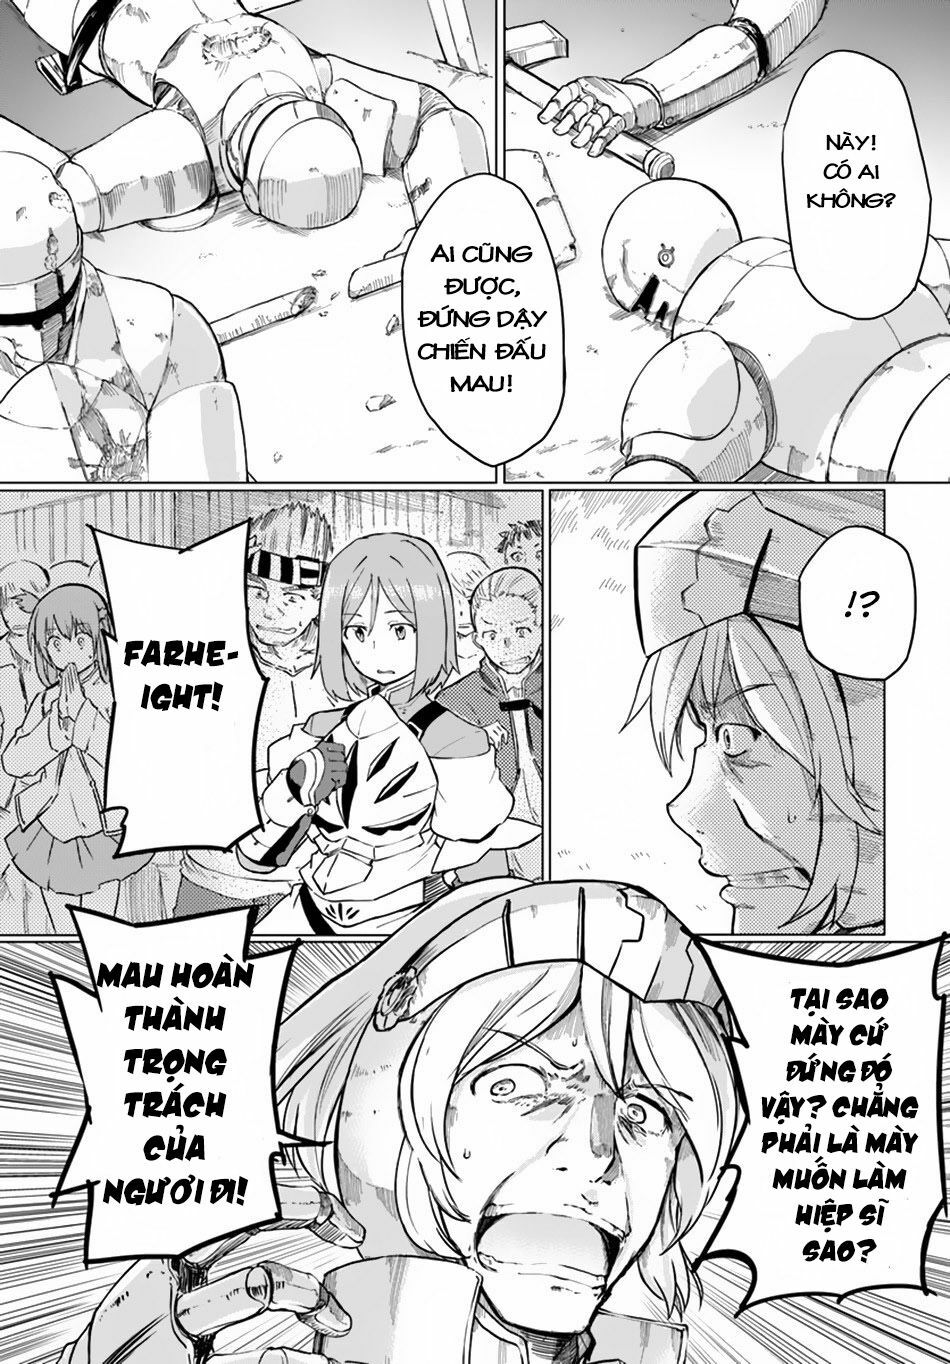 NÀY!
CÓ AI
KHÔNG?
AI CŨNG
ĐƯỢC,
ĐỨNG DẬY
CHIẾN ĐẤU
MAU!
!?
FARHE-
IGHT!
TẠI SAO
MÀY CỨ
ĐỨNG ĐÓ
VẬY? CHẲNG
PHẢI LÀ MÀY
MUỐN LÀM
HIỆP SĨ
SAO?
MAU HOÀN
THÀNH
TRỌNG
TRÁCH
CỦA
NGƯƠI ĐI!